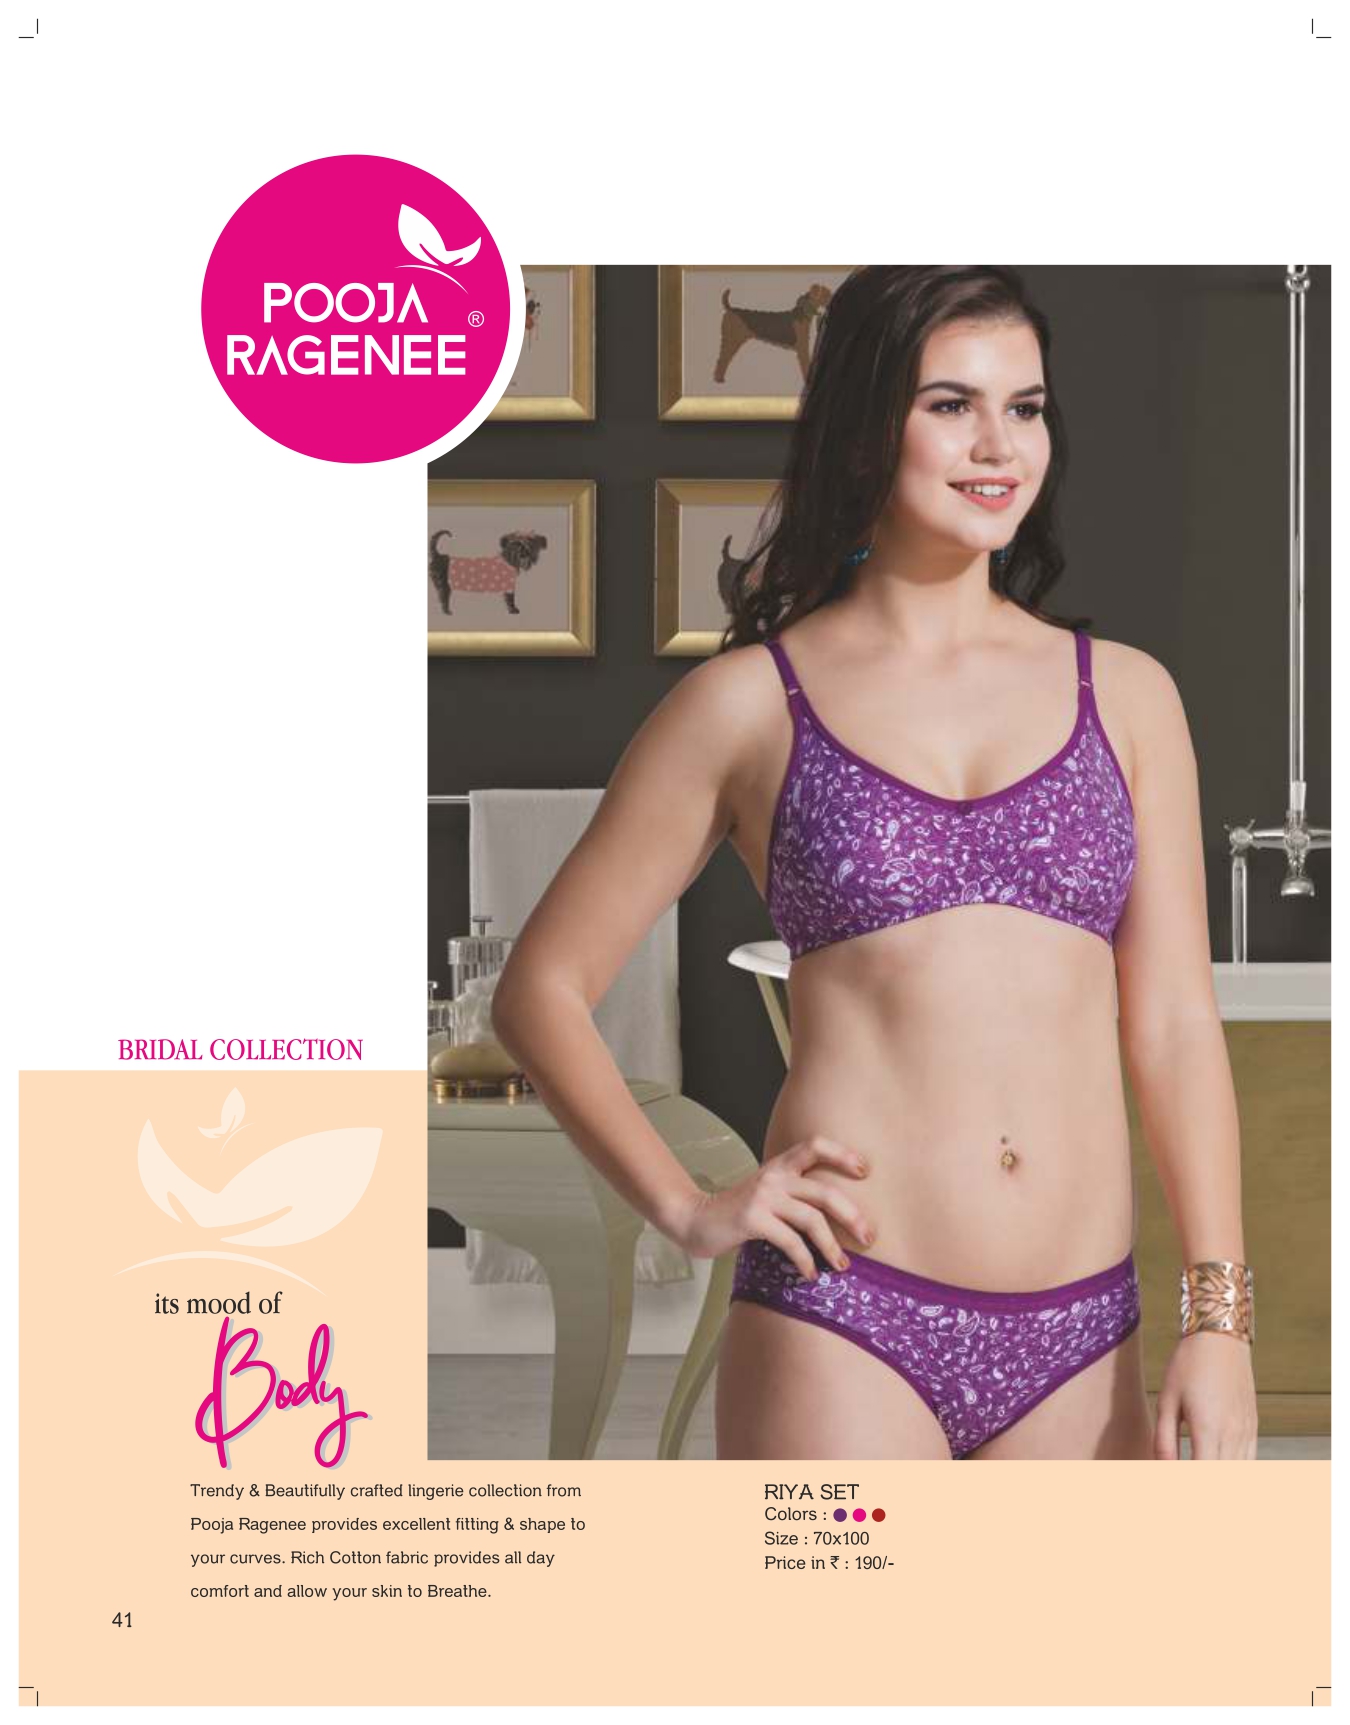 POOJA
RAGENEE ®
BRIDAL COLLECTION
its mood of
Body
Trendy & Beautifully crafted lingerie collection from
Pooja Ragenee provides excellent fitting & shape to
your curves. Rich Cotton fabric provides all day
comfort and allow your skin to Breathe.
RIYA SET
Colors :
Size : 70x100
Price in ₹ : 190/-
41